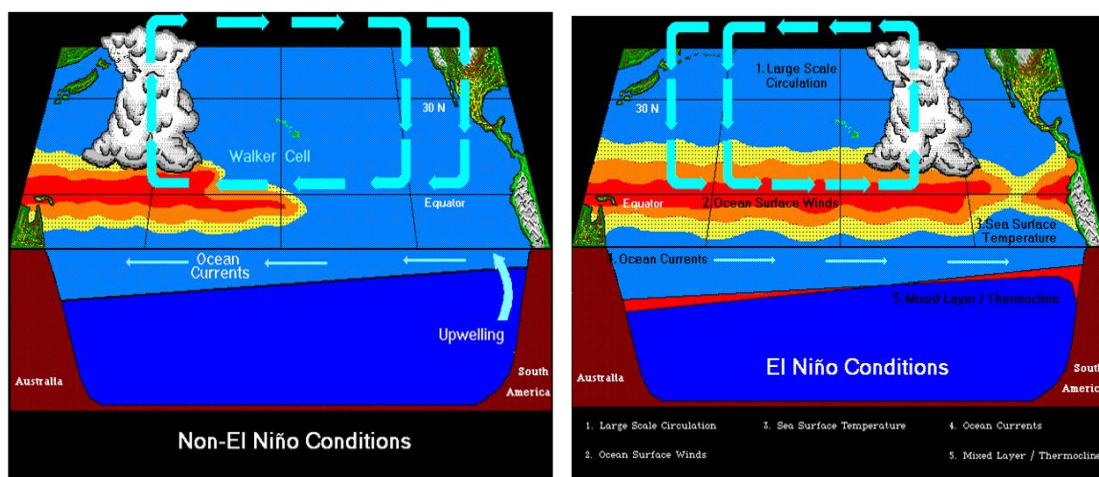 30 N
Walker Cell
Equator
Ocean
Currents
Upwelling
Australia
South
America
Non-El Niño Conditions
1. Large Scale
Circulation
30 N
Equator
2. Ocean Surface Winds
3. Sea Surface
Temperature
4. Ocean Currents
5. Mixed Layer / Thermocline
El Niño Conditions
Australia
South
America
1. Large Scale Circulation
3. Sea Surface Temperature
4. Ocean Currents
2. Ocean Surface Winds
5. Mixed Layer / Thermocline